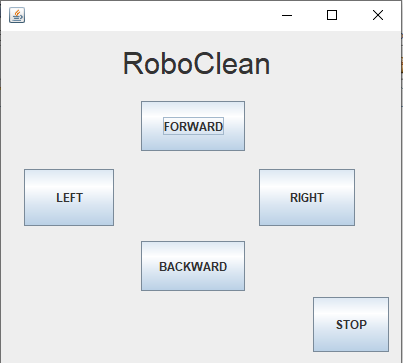 RoboClean
FORWARD
LEFT
RIGHT
BACKWARD
STOP